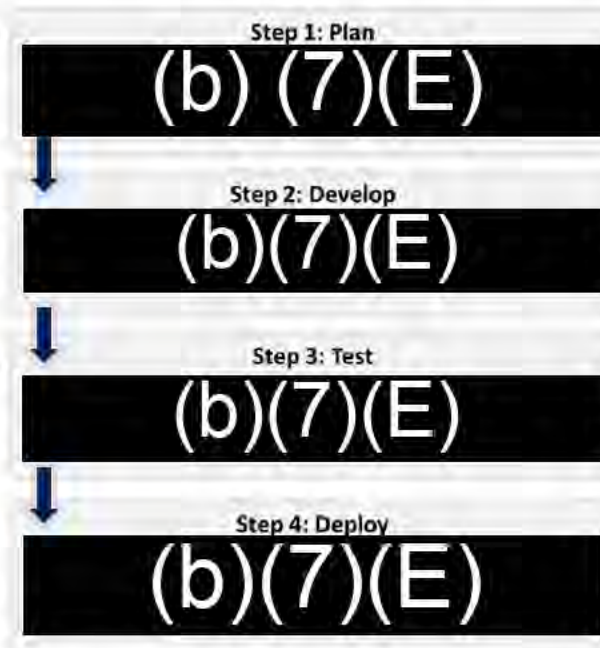 Step 1: Plan
(b) (7)(E)
Step 2: Develop
(b)(7)(E)
Step 3: Test
(b)(7)(E)
Step 4: Deploy
(b)(7)(E)